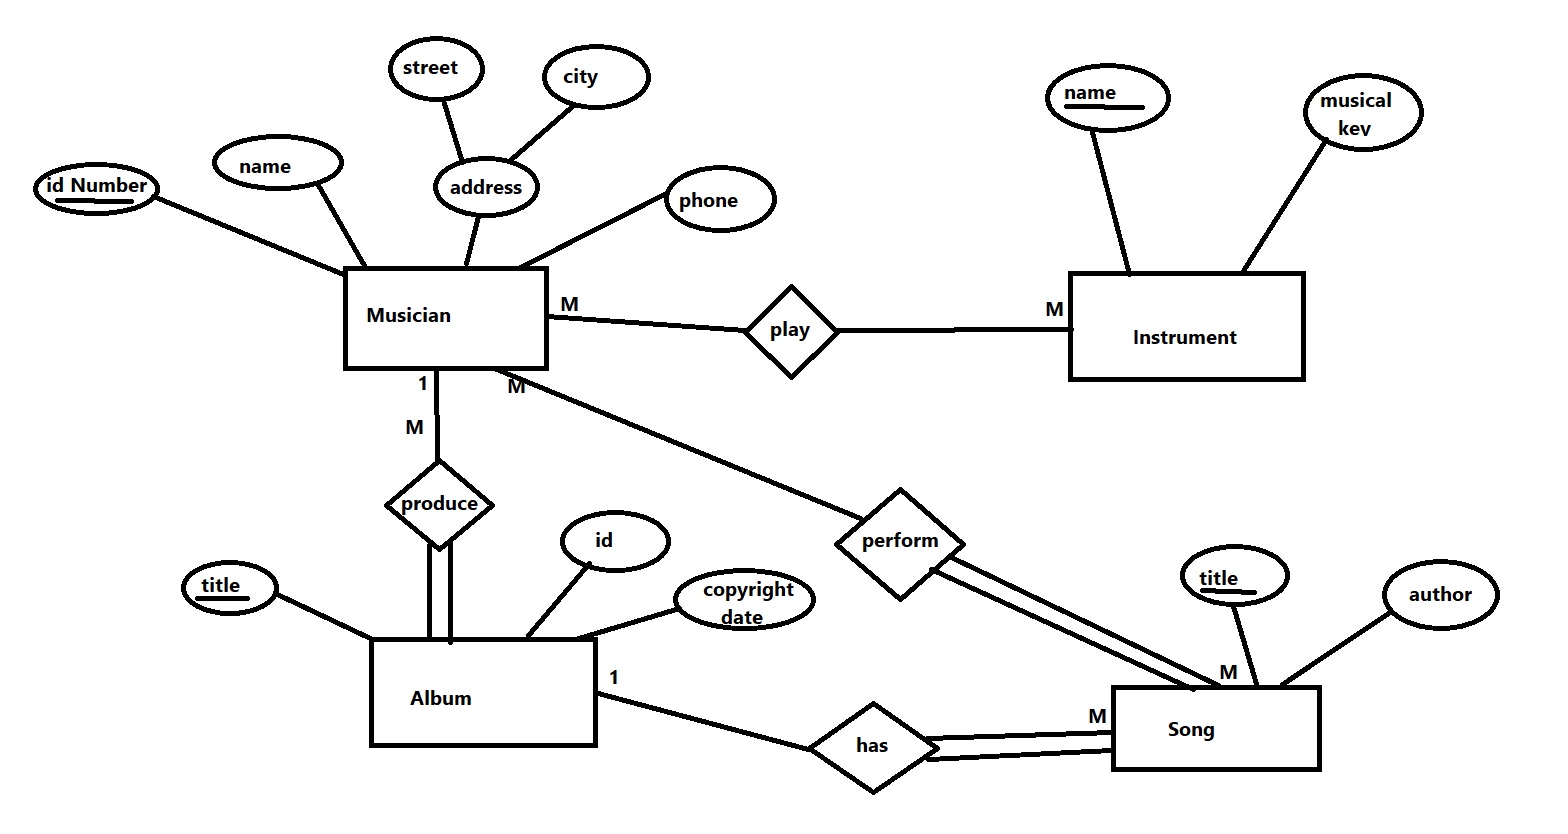 street
city
name
musical
kev
id Number
name
address
phone
Musician
M
play
M
Instrument
1
M
M
produce
perform
id
title
copyright
date
title
author
Album
1
has
M
M
Song